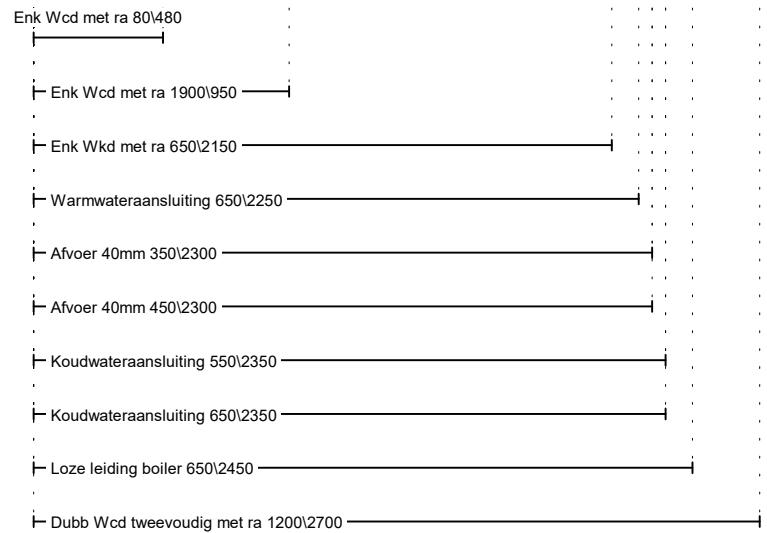 Enk Wcd met ra 80\480
Enk Wcd met ra 1900\950
Enk Wkd met ra 650\2150
Warmwateraansluiting 650\2250
Afvoer 40mm 350\2300
Afvoer 40mm 450\2300
Koudwateraansluiting 550\2350
Koudwateraansluiting 650\2350
Loze leiding boiler 650\2450
Dubb Wcd tweevoudig met ra 1200\2700